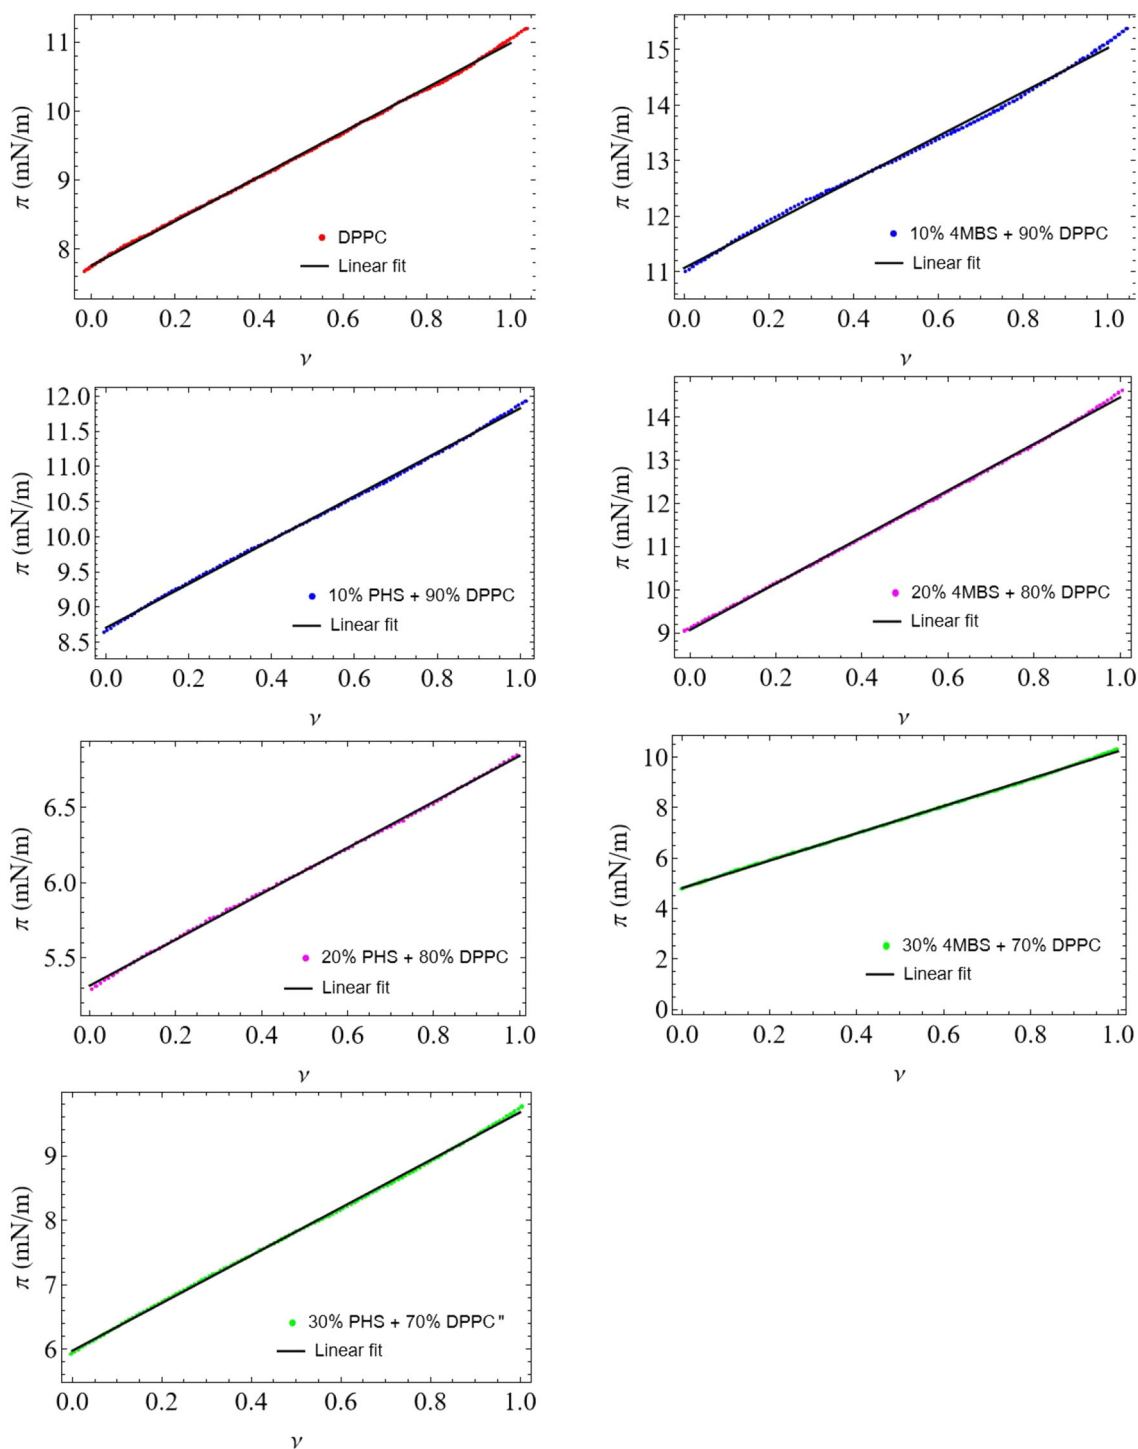 11
10
9
8
π (mN/m)
DPPC
Linear fit
0.0 0.2 0.4 0.6 0.8 1.0
ν
15
14
13
12
11
π (mN/m)
10% 4MBS + 90% DPPC
Linear fit
0.0 0.2 0.4 0.6 0.8 1.0
ν
12.0
11.5
11.0
10.5
10.0
9.5
9.0
8.5
π (mN/m)
10% PHS + 90% DPPC
Linear fit
0.0 0.2 0.4 0.6 0.8 1.0
ν
14
13
12
11
10
9
π (mN/m)
20% 4MBS + 80% DPPC
Linear fit
0.0 0.2 0.4 0.6 0.8 1.0
ν
6.5
6.0
5.5
π (mN/m)
20% PHS + 80% DPPC
Linear fit
0.0 0.2 0.4 0.6 0.8 1.0
ν
10
8
6
4
2
0
π (mN/m)
30% 4MBS + 70% DPPC
Linear fit
0.0 0.2 0.4 0.6 0.8 1.0
ν
9
8
7
6
π (mN/m)
30% PHS + 70% DPPC"
Linear fit
0.0 0.2 0.4 0.6 0.8 1.0
ν